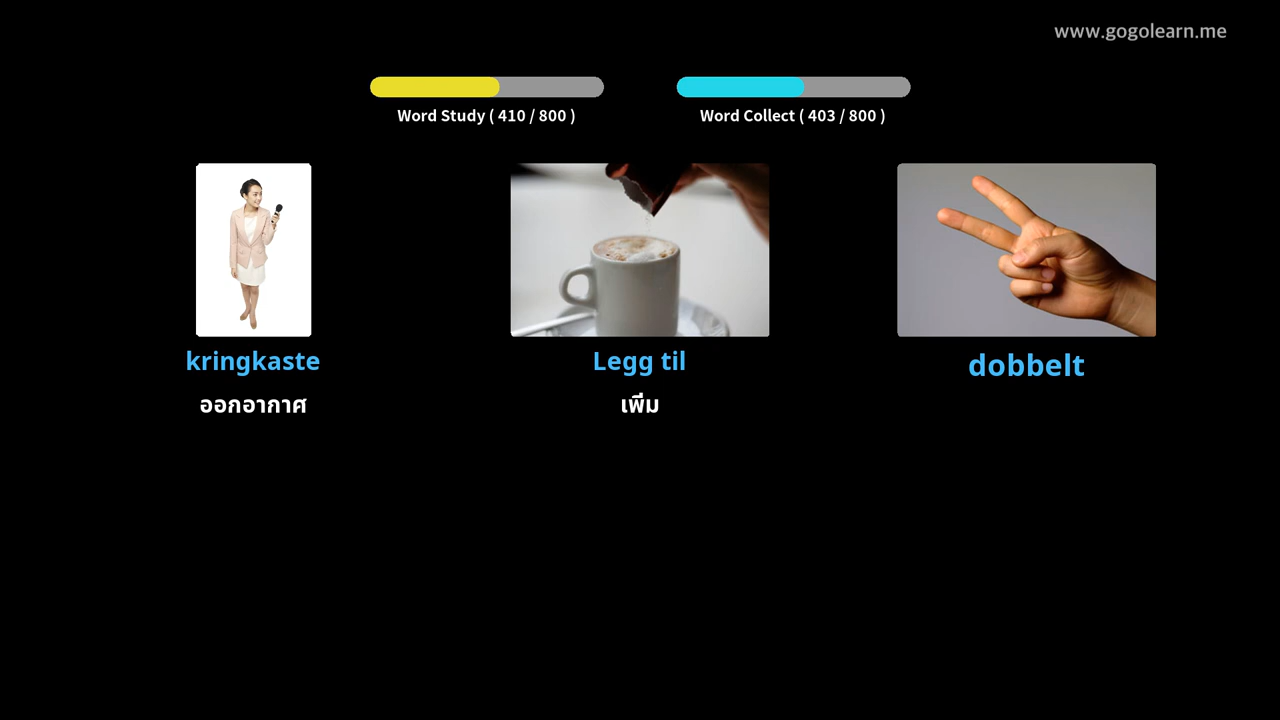 www.gogolearn.me
Word Study ( 410 / 800 )
Word Collect ( 403 / 800 )
kringkaste
Legg til
dobbelt
ออกอากาศ
เพิ่ม